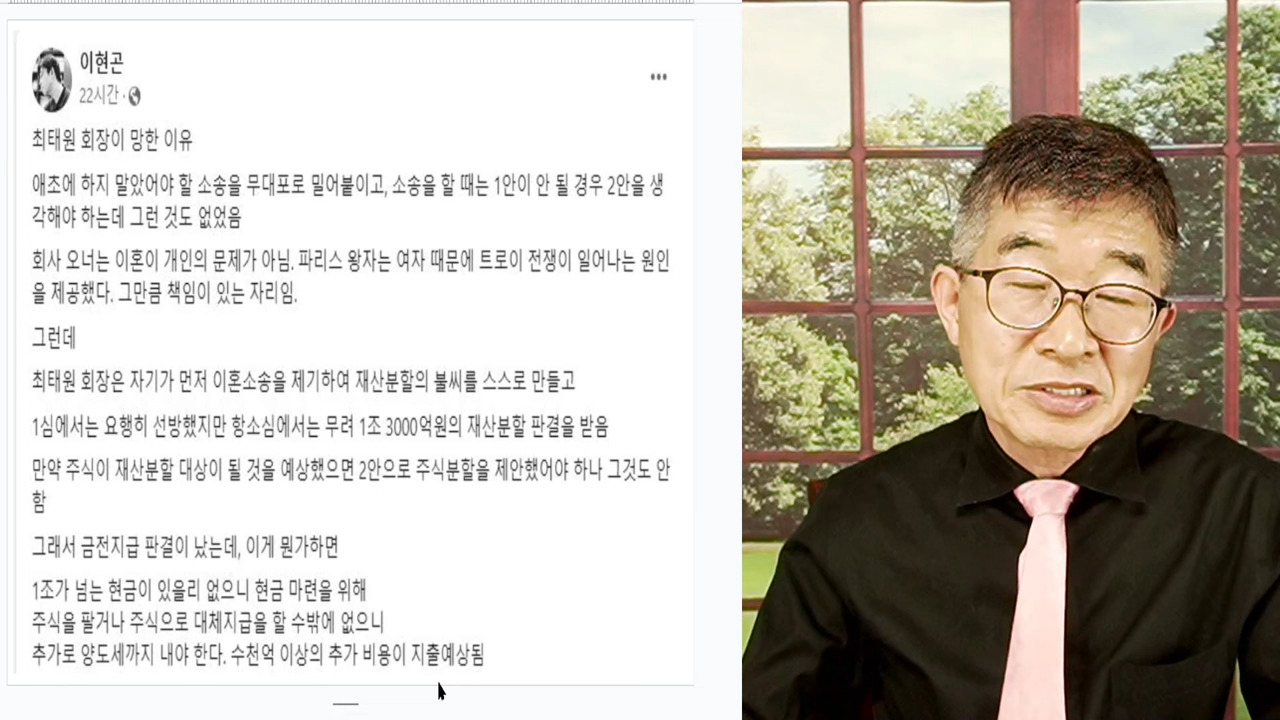 이현곤
22시간 ·
최태원 회장이 망한 이유
애초에 하지 말았어야 할 소송을 무대포로 밀어붙이고, 소송을 할 때는 1안이 안 될 경우 2안을 생
각해야 하는데 그런 것도 없었음
회사 오너는 이혼이 개인의 문제가 아님. 파리스 왕자는 여자 때문에 트로이 전쟁이 일어나는 원인
을 제공했다. 그만큼 책임이 있는 자리임.
그런데
최태원 회장은 자기가 먼저 이혼소송을 제기하여 재산분할의 불씨를 스스로 만들고
1심에서는 요행히 선방했지만 항소심에서는 무려 1조 3000억원의 재산분할 판결을 받음
만약 주식이 재산분할 대상이 될 것을 예상했으면 2안으로 주식분할을 제안했어야 하나 그것도 안
함
그래서 금전지급 판결이 났는데, 이게 뭔가하면
1조가 넘는 현금이 있을리 없으니 현금 마련을 위해
주식을 팔거나 주식으로 대체지급을 할 수밖에 없으니
추가로 양도세까지 내야 한다. 수천억 이상의 추가 비용이 지출예상됨